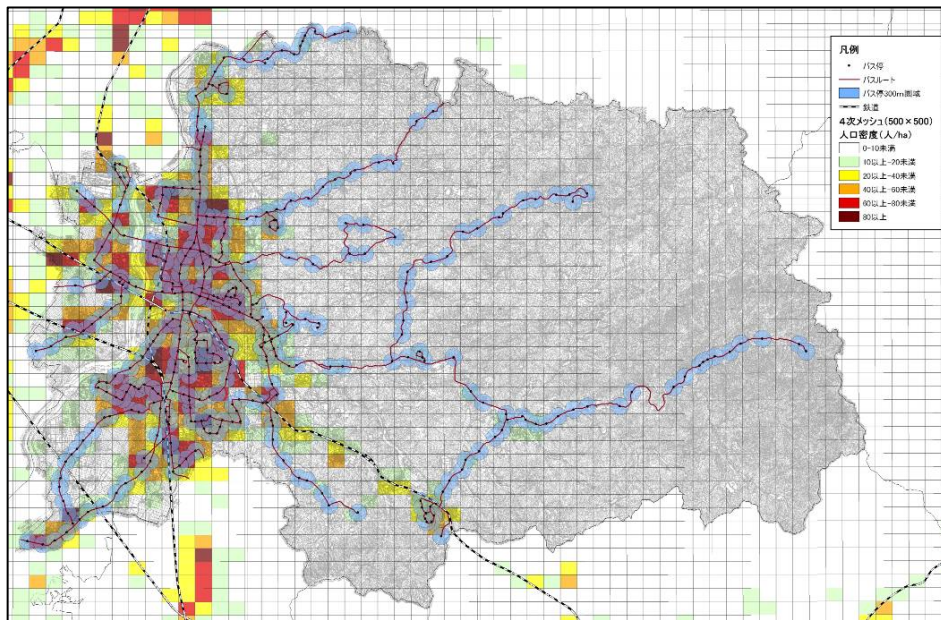 凡例
バス停
バスルート
バス停300m圏域
鉄道
4次メッシュ(500×500)
人口密度(人/ha)
0-10未満
10以上-20未満
20以上-40未満
40以上-60未満
60以上-80未満
80以上